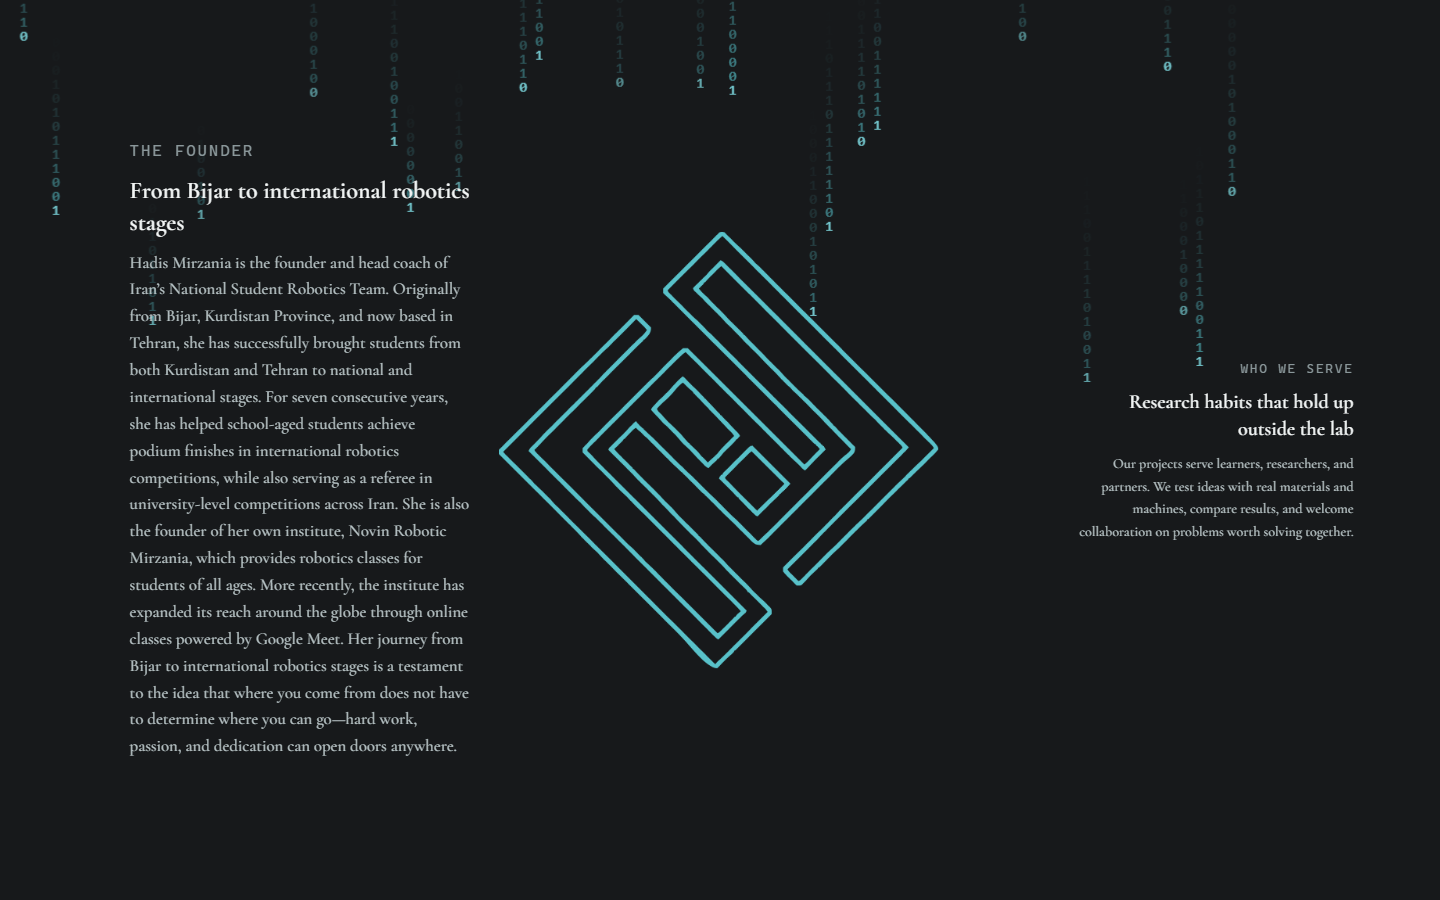 THE FOUNDER
From Bijar to international robotics
stages
Hadis Mirzania is the founder and head coach of
Iran’s National Student Robotics Team. Originally
from Bijar, Kurdistan Province, and now based in
Tehran, she has successfully brought students from
both Kurdistan and Tehran to national and
international stages. For seven consecutive years,
she has helped school-aged students achieve
podium finishes in international robotics
competitions, while also serving as a referee in
university-level competitions across Iran. She is also
the founder of her own institute, Novin Robotic
Mirzania, which provides robotics classes for
students of all ages. More recently, the institute has
expanded its reach around the globe through online
classes powered by Google Meet. Her journey from
Bijar to international robotics stages is a testament
to the idea that where you come from does not have
to determine where you can go—hard work,
passion, and dedication can open doors anywhere.
WHO WE SERVE
Research habits that hold up
outside the lab
Our projects serve learners, researchers, and
partners. We test ideas with real materials and
machines, compare results, and welcome
collaboration on problems worth solving together.